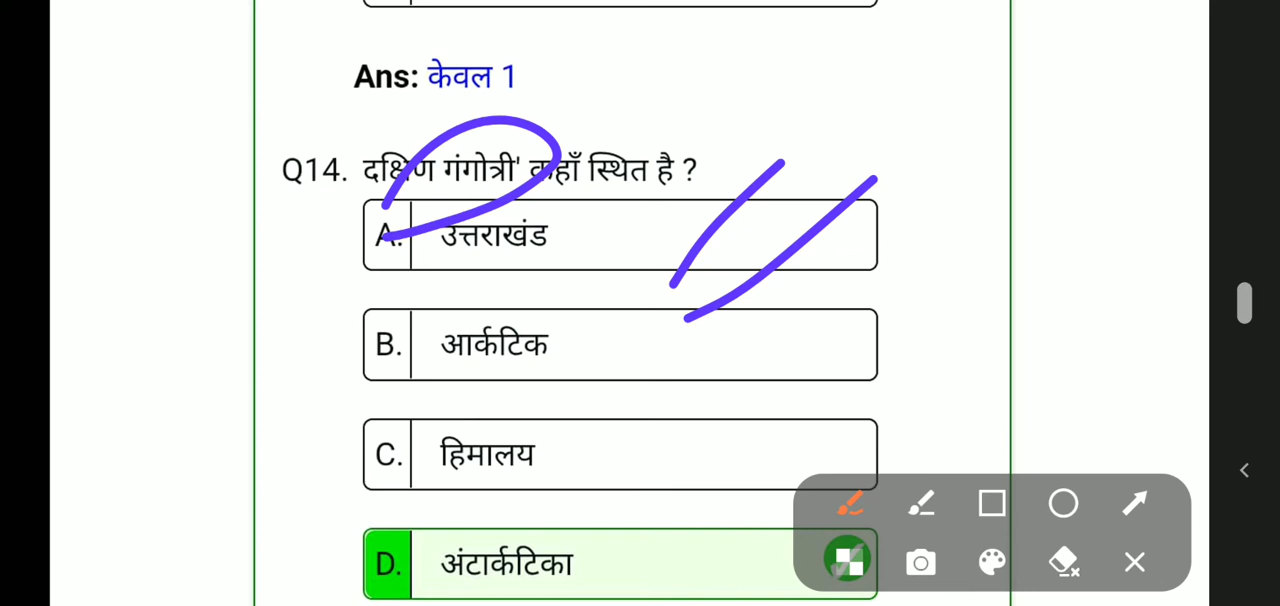 Ans: केवल 1
Q14. दक्षिण गंगोत्री' कहाँ स्थित है ?
A. उत्तराखंड
B. आर्कटिक
C. हिमालय
D. अंटार्कटिका